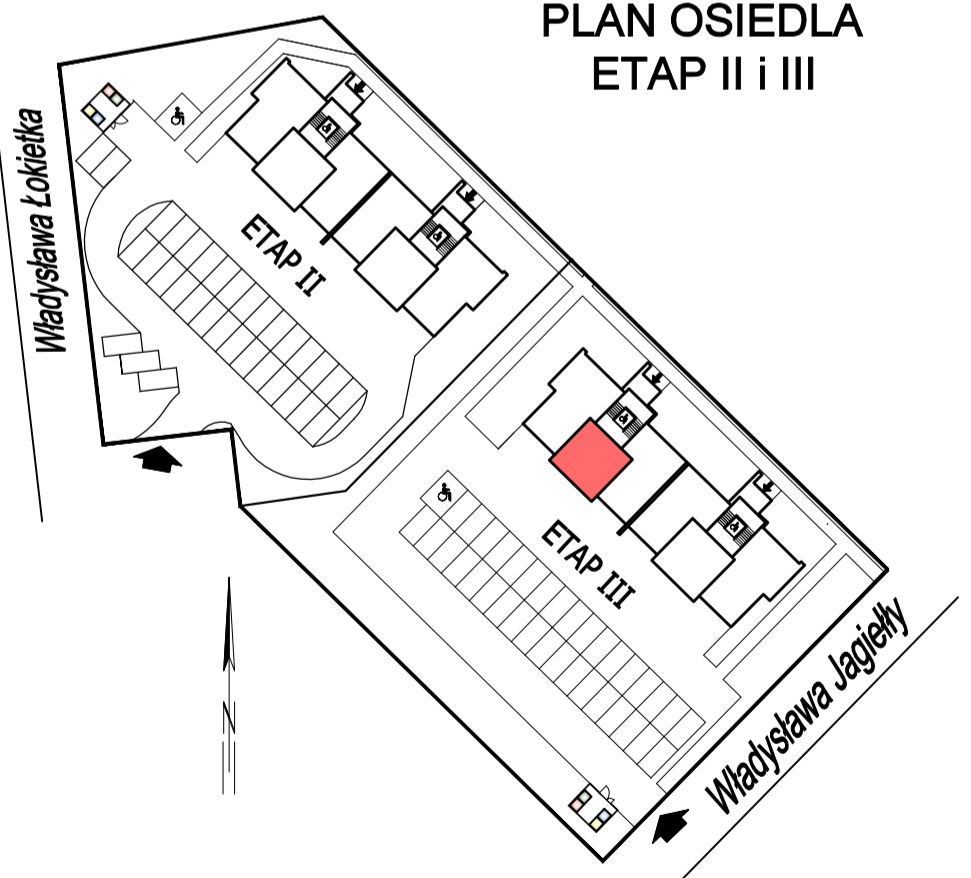 PLAN OSIEDLA
ETAP II i III
Władysława Łokietka
ETAP II
ETAP III
Władysława Jagiełły
N